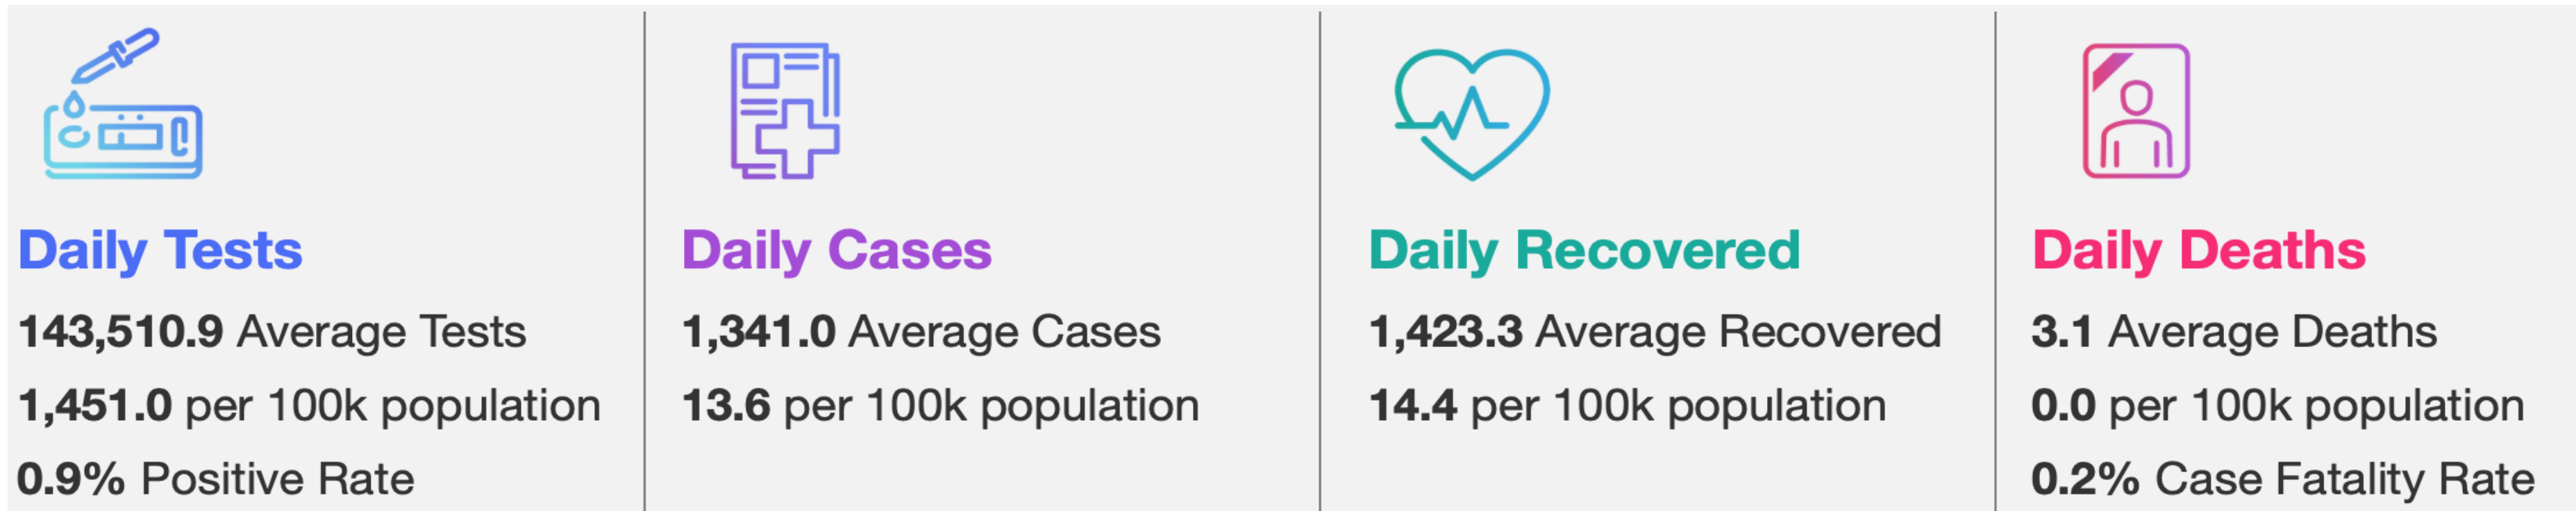 Daily Tests
143,510.9 Average Tests
1,451.0 per 100k population
0.9% Positive Rate
Daily Cases
1,341.0 Average Cases
13.6 per 100k population
Daily Recovered
1,423.3 Average Recovered
14.4 per 100k population
Daily Deaths
3.1 Average Deaths
0.0 per 100k population
0.2% Case Fatality Rate